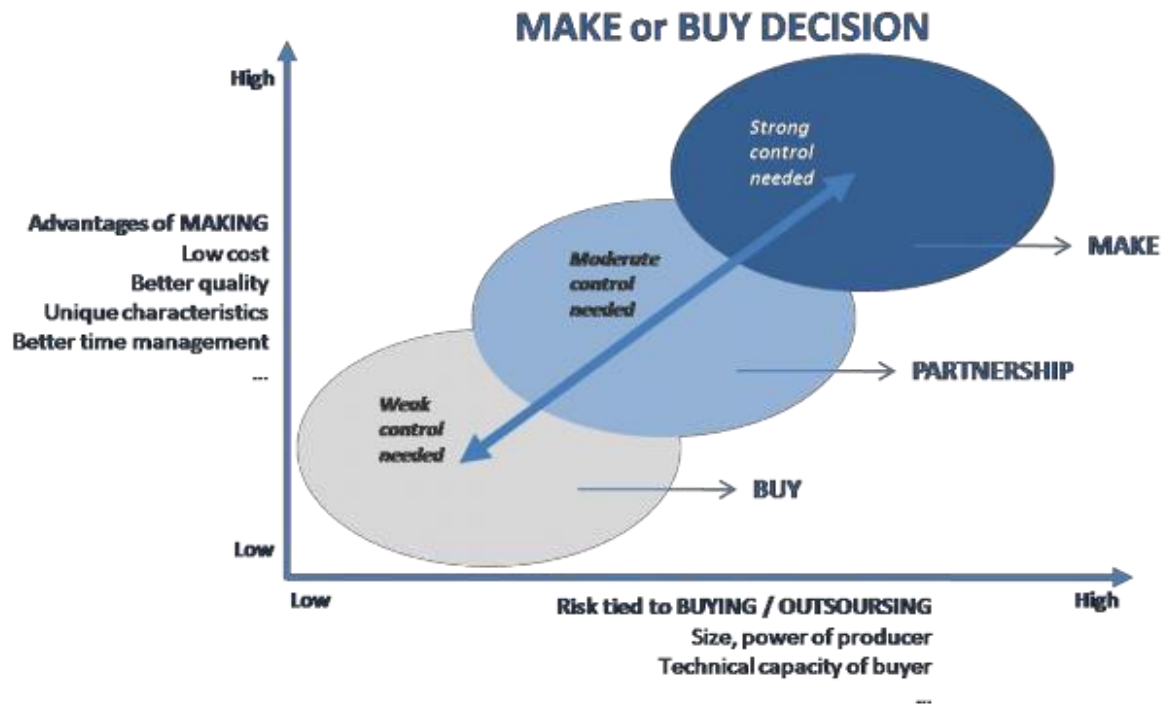 MAKE or BUY DECISION
High
Strong
control
needed
Advantages of MAKING
Low cost
Better quality
Unique characteristics
Better time management
...
MAKE
Moderate
control
needed
PARTNERSHIP
Weak
control
needed
BUY
Low
Low
Risk tied to BUYING / OUTSOURSING
High
Size, power of producer
Technical capacity of buyer
...